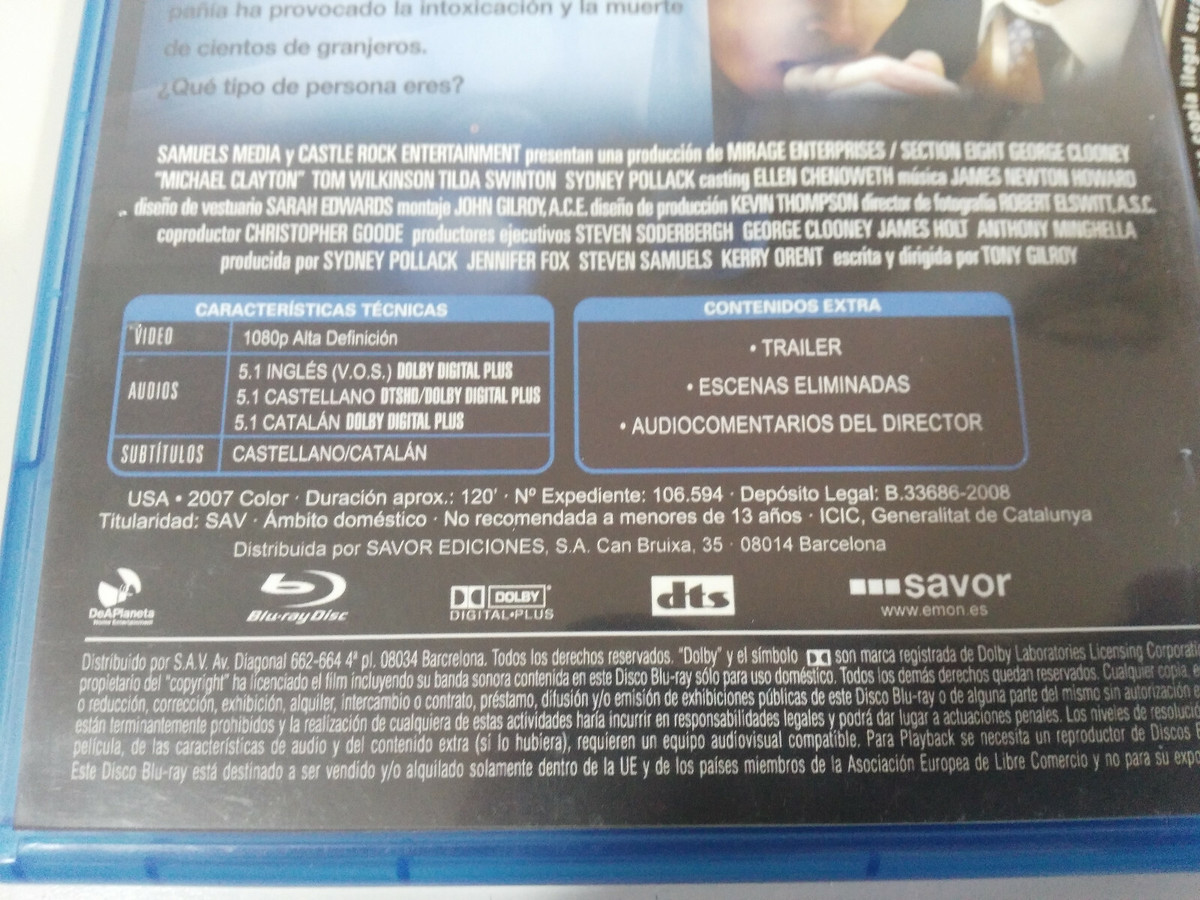 pañía ha provocado la intoxicación y la muerte
de cientos de granjeros.
¿Qué tipo de persona eres?
copia ilegal
SAMUELS MEDIA y CASTLE ROCK ENTERTAINMENT presentan una producción de MIRAGE ENTERPRISES / SECTION EIGHT GEORGE CLOONEY
"MICHAEL CLAYTON" TOM WILKINSON TILDA SWINTON SYDNEY POLLACK casting ELLEN CHENOWETH música JAMES NEWTON HOWARD
diseño de vestuario SARAH EDWARDS montaje JOHN GILROY, A.C.E. diseño de producción KEVIN THOMPSON director de fotografía ROBERT ELSWITT, A.S.C.
coproductor CHRISTOPHER GOODE productores ejecutivos STEVEN SODERBERGH GEORGE CLOONEY JAMES HOLT ANTHONY MINGHELLA
producida por SYDNEY POLLACK JENNIFER FOX STEVEN SAMUELS KERRY ORENT escrita y dirigida por TONY GILROY
CARACTERÍSTICAS TÉCNICAS
VIDEO 1080p Alta Definición
AUDIOS
5.1 INGLÉS (V.O.S.) DOLBY DIGITAL PLUS
5.1 CASTELLANO DTSHD/DOLBY DIGITAL PLUS
5.1 CATALÁN DOLBY DIGITAL PLUS
SUBTÍTULOS CASTELLANO/CATALÁN
CONTENIDOS EXTRA
• TRAILER
• ESCENAS ELIMINADAS
• AUDIOCOMENTARIOS DEL DIRECTOR
USA • 2007 Color · Duración aprox.: 120' · Nº Expediente: 106.594 · Depósito Legal: B.33686-2008
Titularidad: SAV · Ámbito doméstico · No recomendada a menores de 13 años · ICIC, Generalitat de Catalunya
Distribuida por SAVOR EDICIONES, S.A. Can Bruixa, 35 · 08014 Barcelona
DeAPlaneta
Home Entertainment
Blu-ray Disc
DOLBY
DIGITAL•PLUS
dts
savor
www.emon.es
Distribuido por S.A.V. Av. Diagonal 662-664 4ª pl. 08034 Barcelona. Todos los derechos reservados. "Dolby" y el símbolo son marca registrada de Dolby Laboratories Licensing
propietario del "copyright" ha licenciado el film incluyendo su banda sonora contenida en este Disco Blu-ray sólo para uso doméstico. Todos los demás derechos quedan reservados. Cualquier copia,
o reducción, corrección, exhibición, alquiler, intercambio o contrato, préstamo, difusión y/o emisión de exhibiciones públicas de este Disco Blu-ray o de alguna parte del mismo sin autorización
están terminantemente prohibidos y la realización de cualquiera de estas actividades haría incurrir en responsabilidades legales y podrá dar lugar a actuaciones penales. Los niveles de
película, de las características de audio y del contenido extra (si lo hubiera), requieren un equipo audiovisual compatible. Para Playback se necesita un reproductor de Discos
Este Disco Blu-ray está destinado a ser vendido y/o alquilado solamente dentro de la UE y de los países miembros de la Asociación Europea de Libre Comercio y no para su